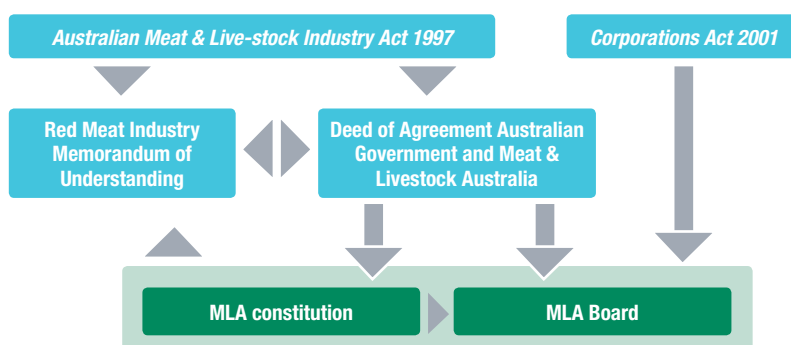 Australian Meat & Live-stock Industry Act 1997
Corporations Act 2001
Red Meat Industry
Memorandum of
Understanding
Deed of Agreement Australian
Government and Meat &
Livestock Australia
MLA constitution
MLA Board